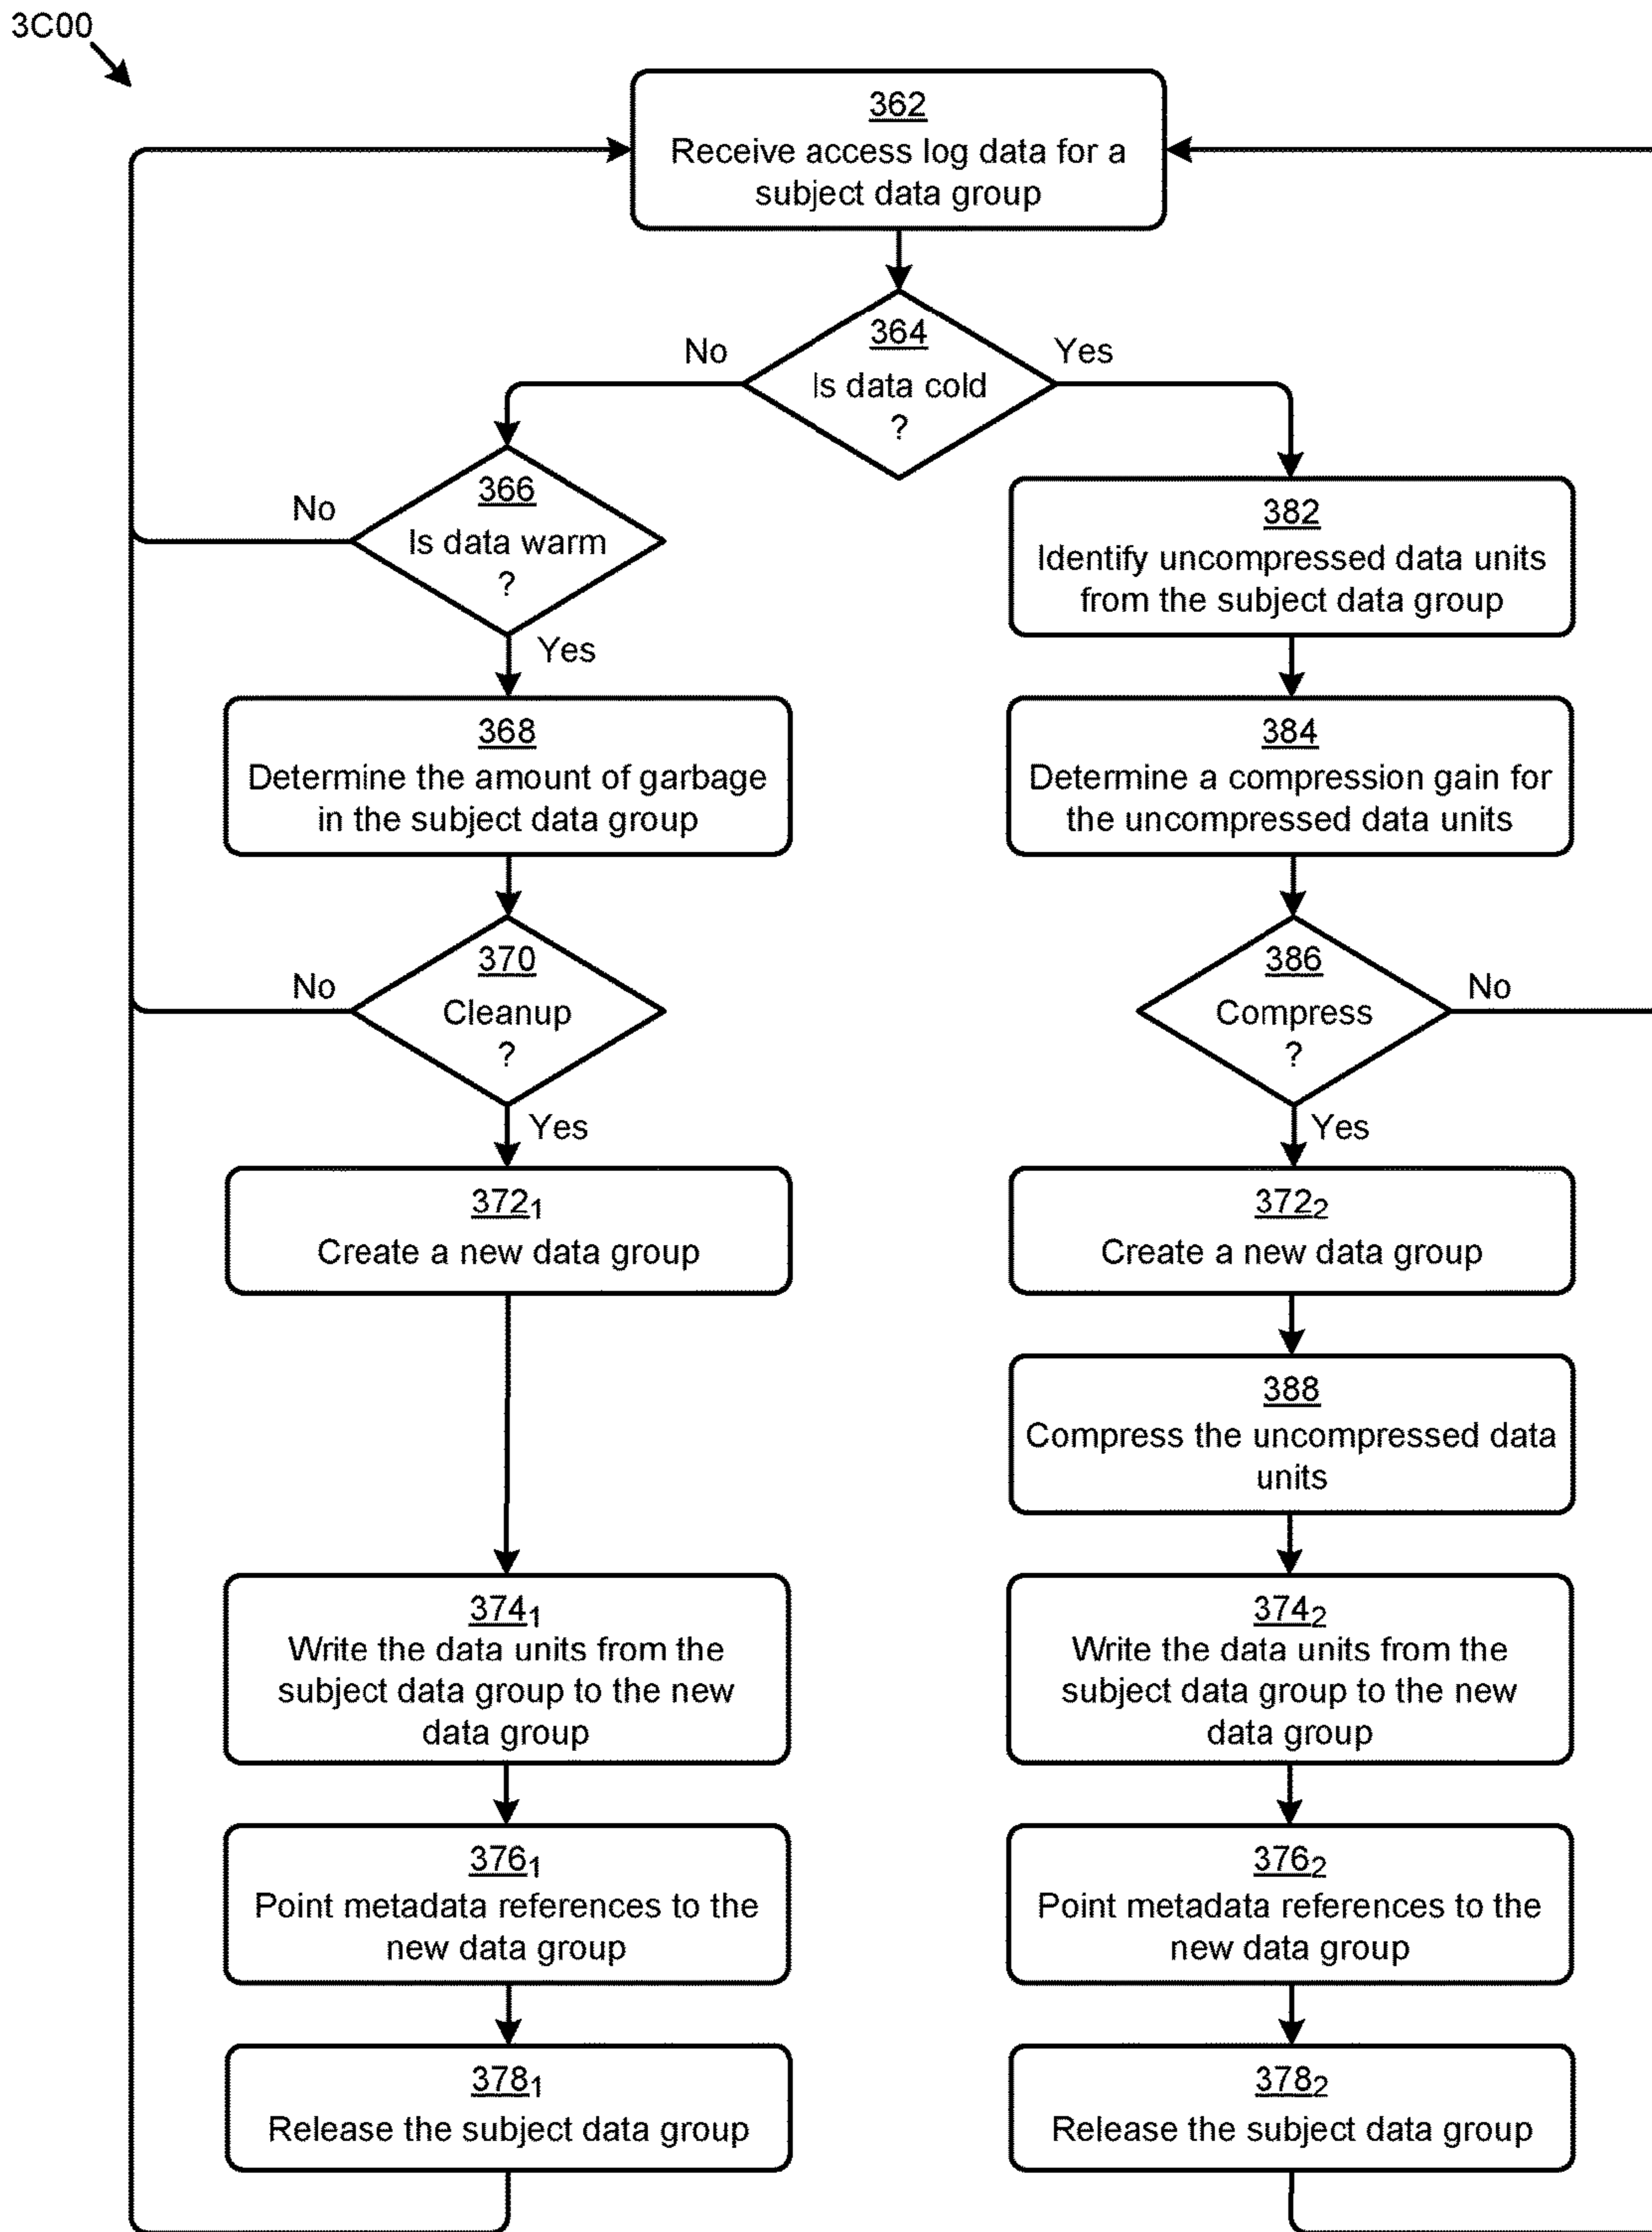 3C00
362
Receive access log data for a
subject data group
364
Is data cold
?
No
Yes
366
Is data warm
?
No
Yes
368
Determine the amount of garbage
in the subject data group
370
Cleanup
?
No
Yes
372₁
Create a new data group
374₁
Write the data units from the
subject data group to the new
data group
376₁
Point metadata references to the
new data group
378₁
Release the subject data group
382
Identify uncompressed data units
from the subject data group
384
Determine a compression gain for
the uncompressed data units
386
Compress
?
No
Yes
372₂
Create a new data group
388
Compress the uncompressed data
units
374₂
Write the data units from the
subject data group to the new
data group
376₂
Point metadata references to the
new data group
378₂
Release the subject data group